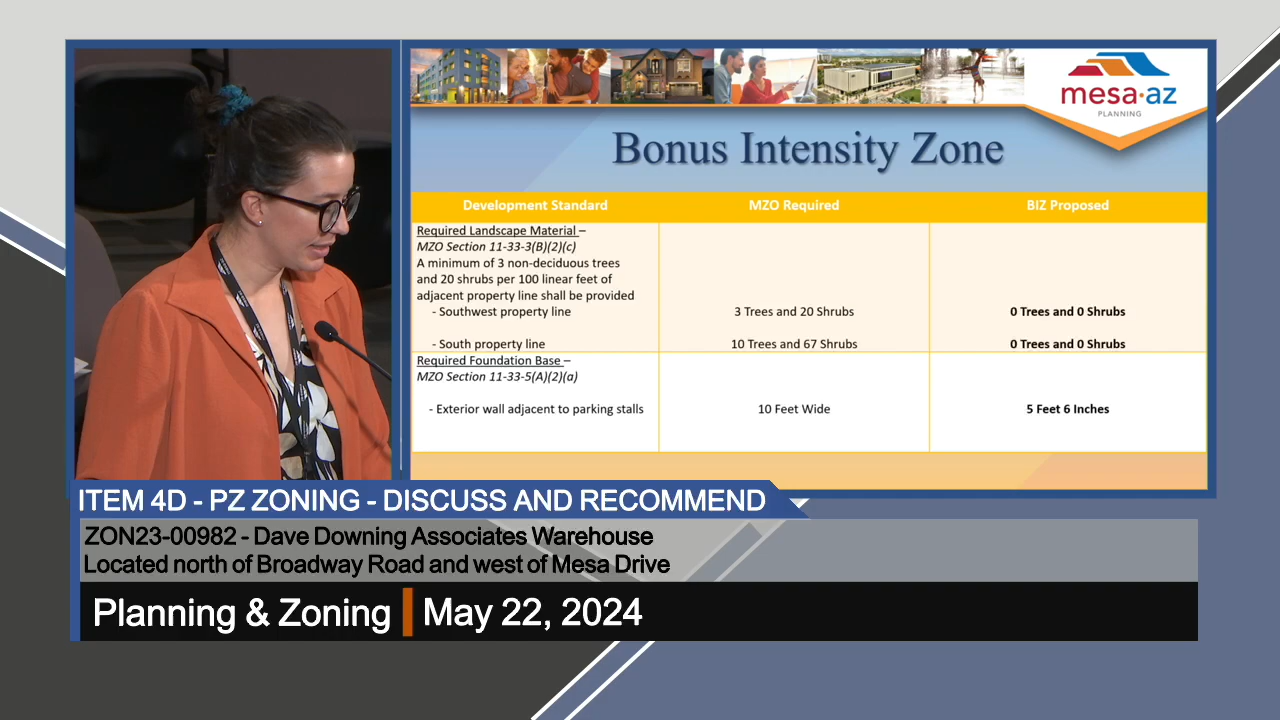 mesa·az
PLANNING
Bonus Intensity Zone
Development Standard
MZO Required
BIZ Proposed
Required Landscape Material –
MZO Section 11-33-3(B)(2)(c)
A minimum of 3 non-deciduous trees
and 20 shrubs per 100 linear feet of
adjacent property line shall be provided
- Southwest property line
3 Trees and 20 Shrubs
0 Trees and 0 Shrubs
- South property line
10 Trees and 67 Shrubs
0 Trees and 0 Shrubs
Required Foundation Base –
MZO Section 11-33-5(A)(2)(a)
- Exterior wall adjacent to parking stalls
10 Feet Wide
5 Feet 6 Inches
ITEM 4D - PZ ZONING - DISCUSS AND RECOMMEND
ZON23-00982 - Dave Downing Associates Warehouse
Located north of Broadway Road and west of Mesa Drive
Planning & Zoning
May 22, 2024